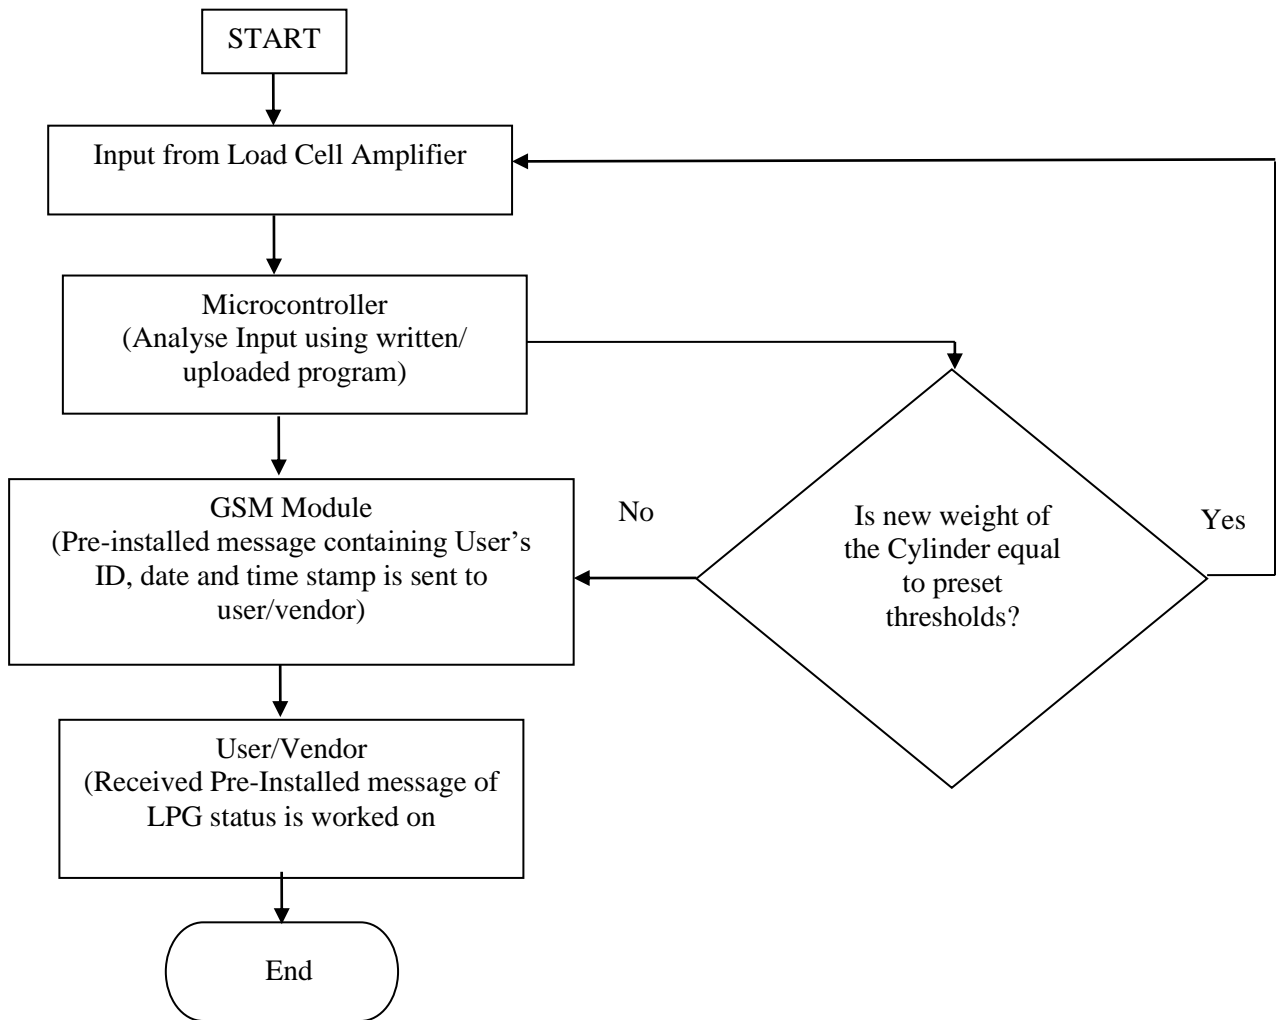 START
Input from Load Cell Amplifier
Microcontroller
(Analyse Input using written/
uploaded program)
GSM Module
(Pre-installed message containing User's
ID, date and time stamp is sent to
user/vendor)
No
Is new weight of
the Cylinder equal
to preset
thresholds?
Yes
User/Vendor
(Received Pre-Installed message of
LPG status is worked on
End